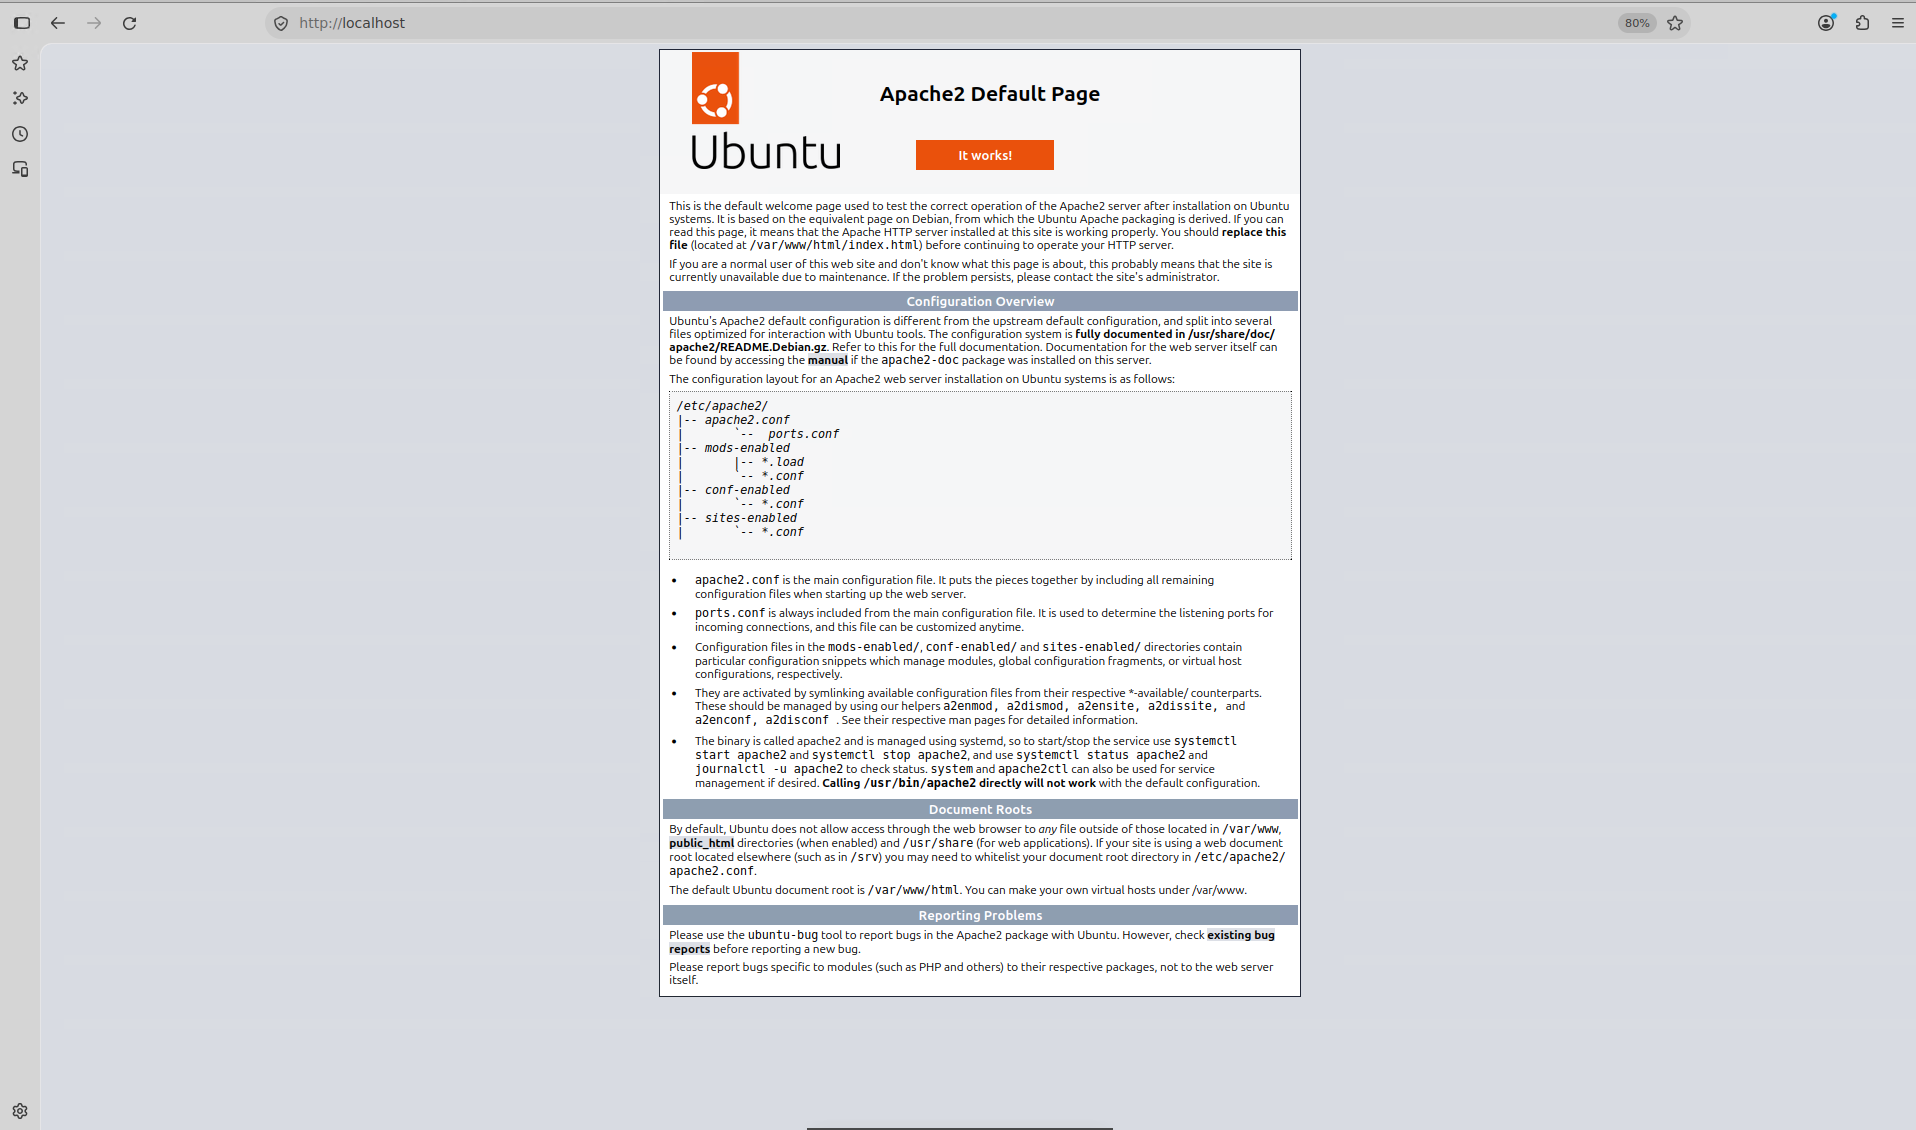 http://localhost
80%
Apache2 Default Page
Ubuntu
It works!
This is the default welcome page used to test the correct operation of the Apache2 server after installation on Ubuntu
systems. It is based on the equivalent page on Debian, from which the Ubuntu Apache packaging is derived. If you can
read this page, it means that the Apache HTTP server installed at this site is working properly. You should replace this
file (located at /var/www/html/index.html) before continuing to operate your HTTP server.
If you are a normal user of this web site and don't know what this page is about, this probably means that the site is
currently unavailable due to maintenance. If the problem persists, please contact the site's administrator.
Configuration Overview
Ubuntu's Apache2 default configuration is different from the upstream default configuration, and split into several
files optimized for interaction with Ubuntu tools. The configuration system is fully documented in /usr/share/doc/
apache2/README.Debian.gz. Refer to this for the full documentation. Documentation for the web server itself can
be found by accessing the manual if the apache2-doc package was installed on this server.
The configuration layout for an Apache2 web server installation on Ubuntu systems is as follows:
/etc/apache2/
|-- apache2.conf
|       `--  ports.conf
|-- mods-enabled
|       |-- *.load
|       `-- *.conf
|-- conf-enabled
|       `-- *.conf
|-- sites-enabled
|       `-- *.conf
• apache2.conf is the main configuration file. It puts the pieces together by including all remaining
configuration files when starting up the web server.
• ports.conf is always included from the main configuration file. It is used to determine the listening ports for
incoming connections, and this file can be customized anytime.
• Configuration files in the mods-enabled/, conf-enabled/ and sites-enabled/ directories contain
particular configuration snippets which manage modules, global configuration fragments, or virtual host
configurations, respectively.
• They are activated by symlinking available configuration files from their respective *-available/ counterparts.
These should be managed by using our helpers a2enmod, a2dismod, a2ensite, a2dissite, and
a2enconf, a2disconf . See their respective man pages for detailed information.
• The binary is called apache2 and is managed using systemd, so to start/stop the service use systemctl
start apache2 and systemctl stop apache2, and use systemctl status apache2 and
journalctl -u apache2 to check status. system and apache2ctl can also be used for service
management if desired. Calling /usr/bin/apache2 directly will not work with the default configuration.
Document Roots
By default, Ubuntu does not allow access through the web browser to any file outside of those located in /var/www,
public_html directories (when enabled) and /usr/share (for web applications). If your site is using a web document
root located elsewhere (such as in /srv) you may need to whitelist your document root directory in /etc/apache2/
apache2.conf.
The default Ubuntu document root is /var/www/html. You can make your own virtual hosts under /var/www.
Reporting Problems
Please use the ubuntu-bug tool to report bugs in the Apache2 package with Ubuntu. However, check existing bug
reports before reporting a new bug.
Please report bugs specific to modules (such as PHP and others) to their respective packages, not to the web server
itself.